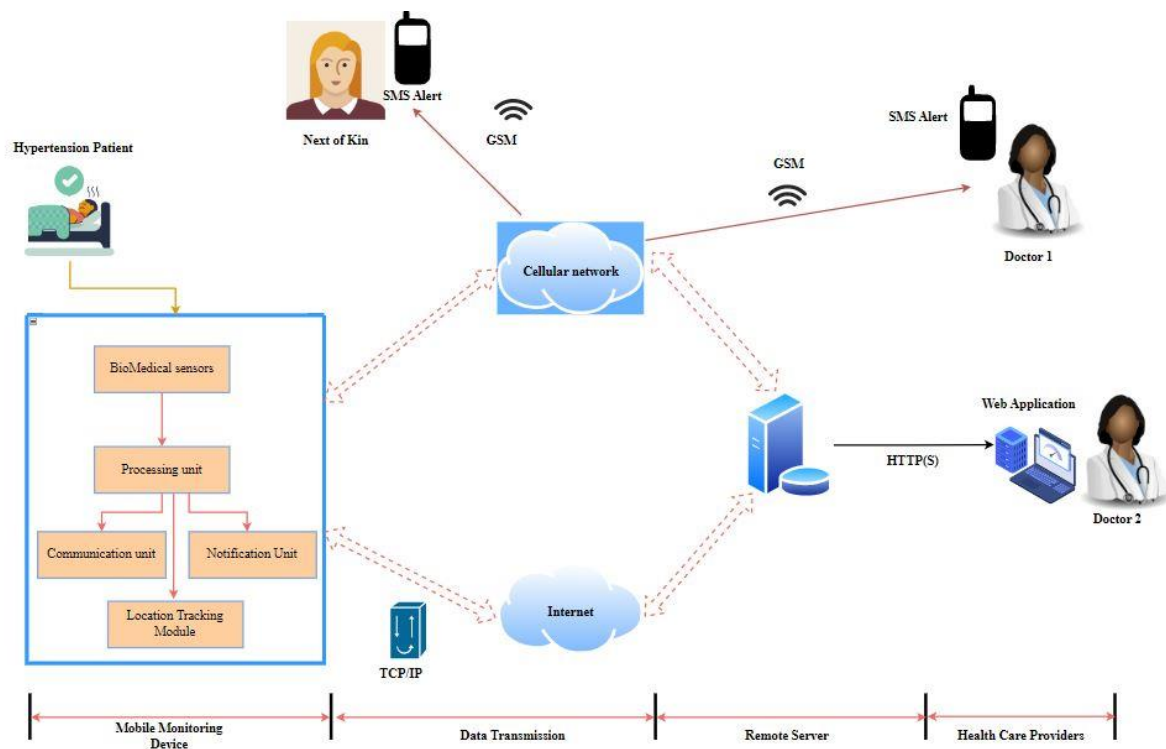 SMS Alert
Next of Kin
GSM
SMS Alert
GSM
Doctor 1
Hypertension Patient
Cellular network
BioMedical sensors
Processing unit
Communication unit
Notification Unit
Location Tracking
Module
Web Application
HTTP(S)
Doctor 2
Internet
TCP/IP
Mobile Monitoring
Device
Data Transmission
Remote Server
Health Care Providers